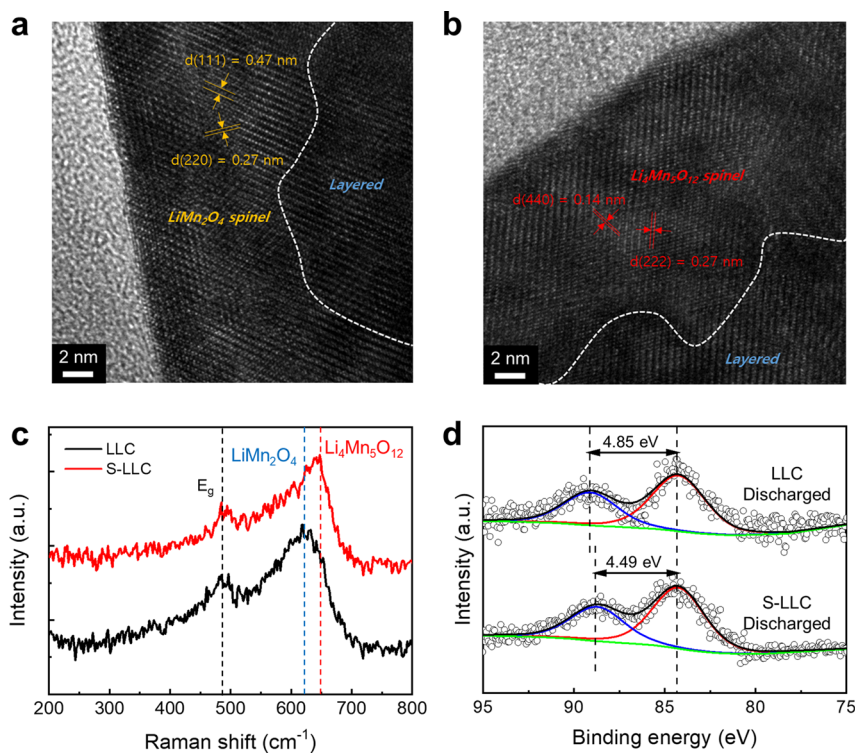 a
d(111) = 0.47 nm
d(220) = 0.27 nm
Layered
LiMn₂O₄ spinel
2 nm
b
Li₄Mn₅O₁₂ spinel
d(440) = 0.14 nm
d(222) = 0.27 nm
Layered
2 nm
c
LLC
S-LLC
LiMn₂O₄
Li₄Mn₅O₁₂
E_g
Intensity (a.u.)
200 300 400 500 600 700 800
Raman shift (cm⁻¹)
d
4.85 eV
LLC
Discharged
4.49 eV
S-LLC
Discharged
Intensity (a.u.)
95 90 85 80 75
Binding energy (eV)